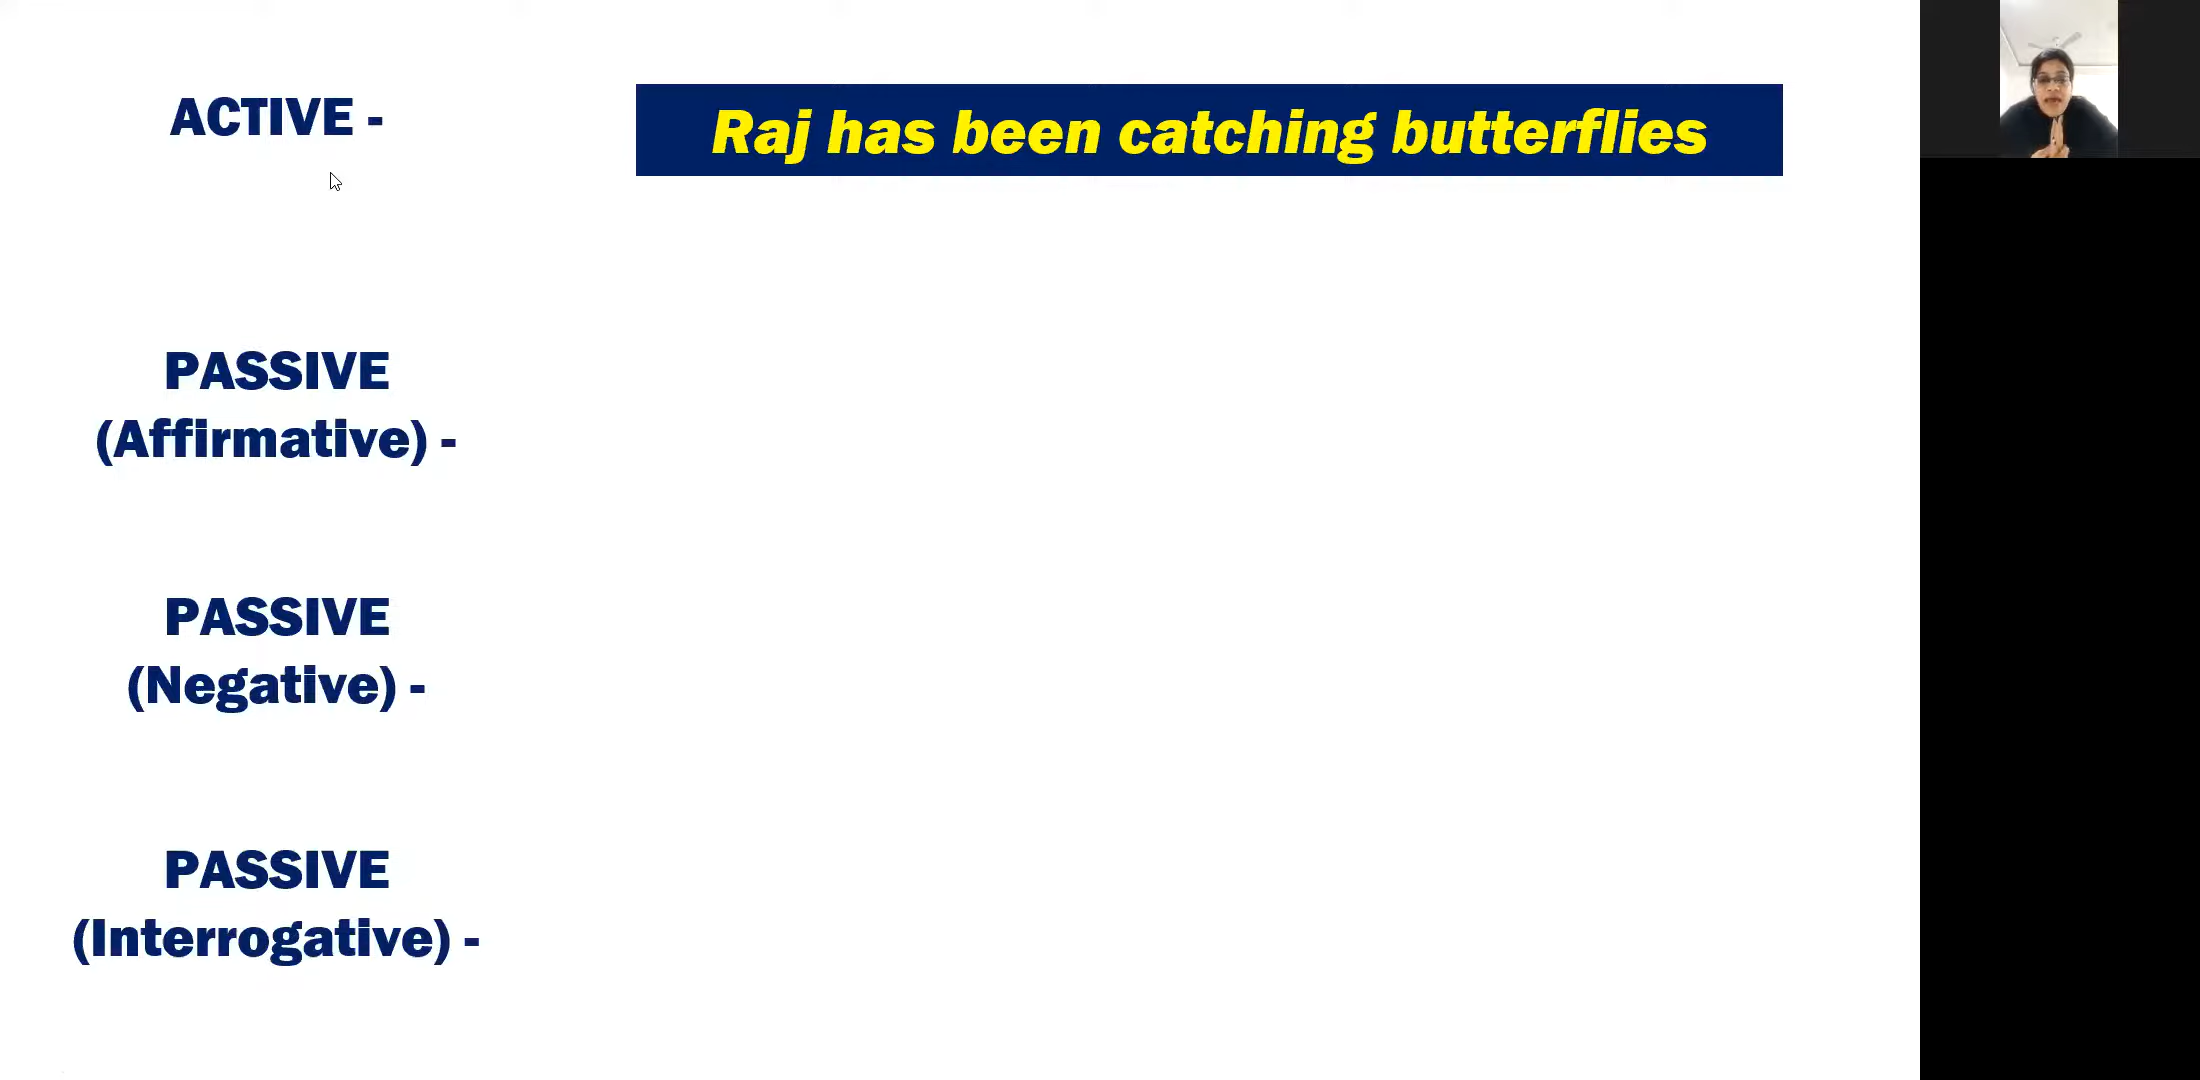 ACTIVE -
Raj has been catching butterflies
PASSIVE
(Affirmative) -
PASSIVE
(Negative) -
PASSIVE
(Interrogative) -